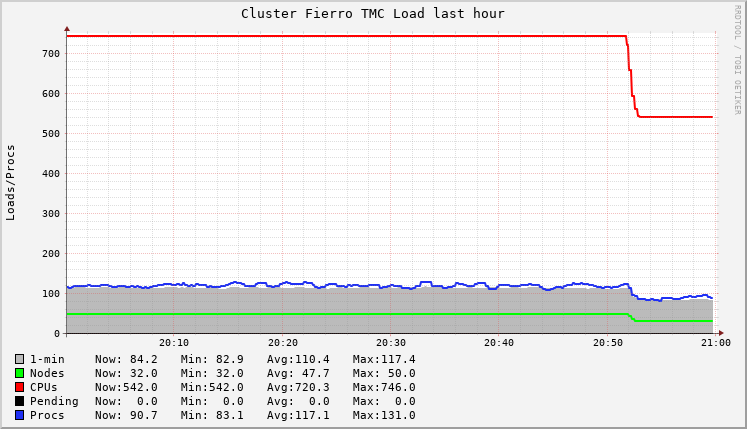 Cluster Fierro TMC Load last hour
RRDTOOL / TOBI OETIKER
Loads/Procs
700
600
500
400
300
200
100
0
20:10 20:20 20:30 20:40 20:50 21:00
1-min Now: 84.2 Min: 82.9 Avg:110.4 Max:117.4
Nodes Now: 32.0 Min: 32.0 Avg: 47.7 Max: 50.0
CPUs Now:542.0 Min:542.0 Avg:720.3 Max:746.0
Pending Now: 0.0 Min: 0.0 Avg: 0.0 Max: 0.0
Procs Now: 90.7 Min: 83.1 Avg:117.1 Max:131.0